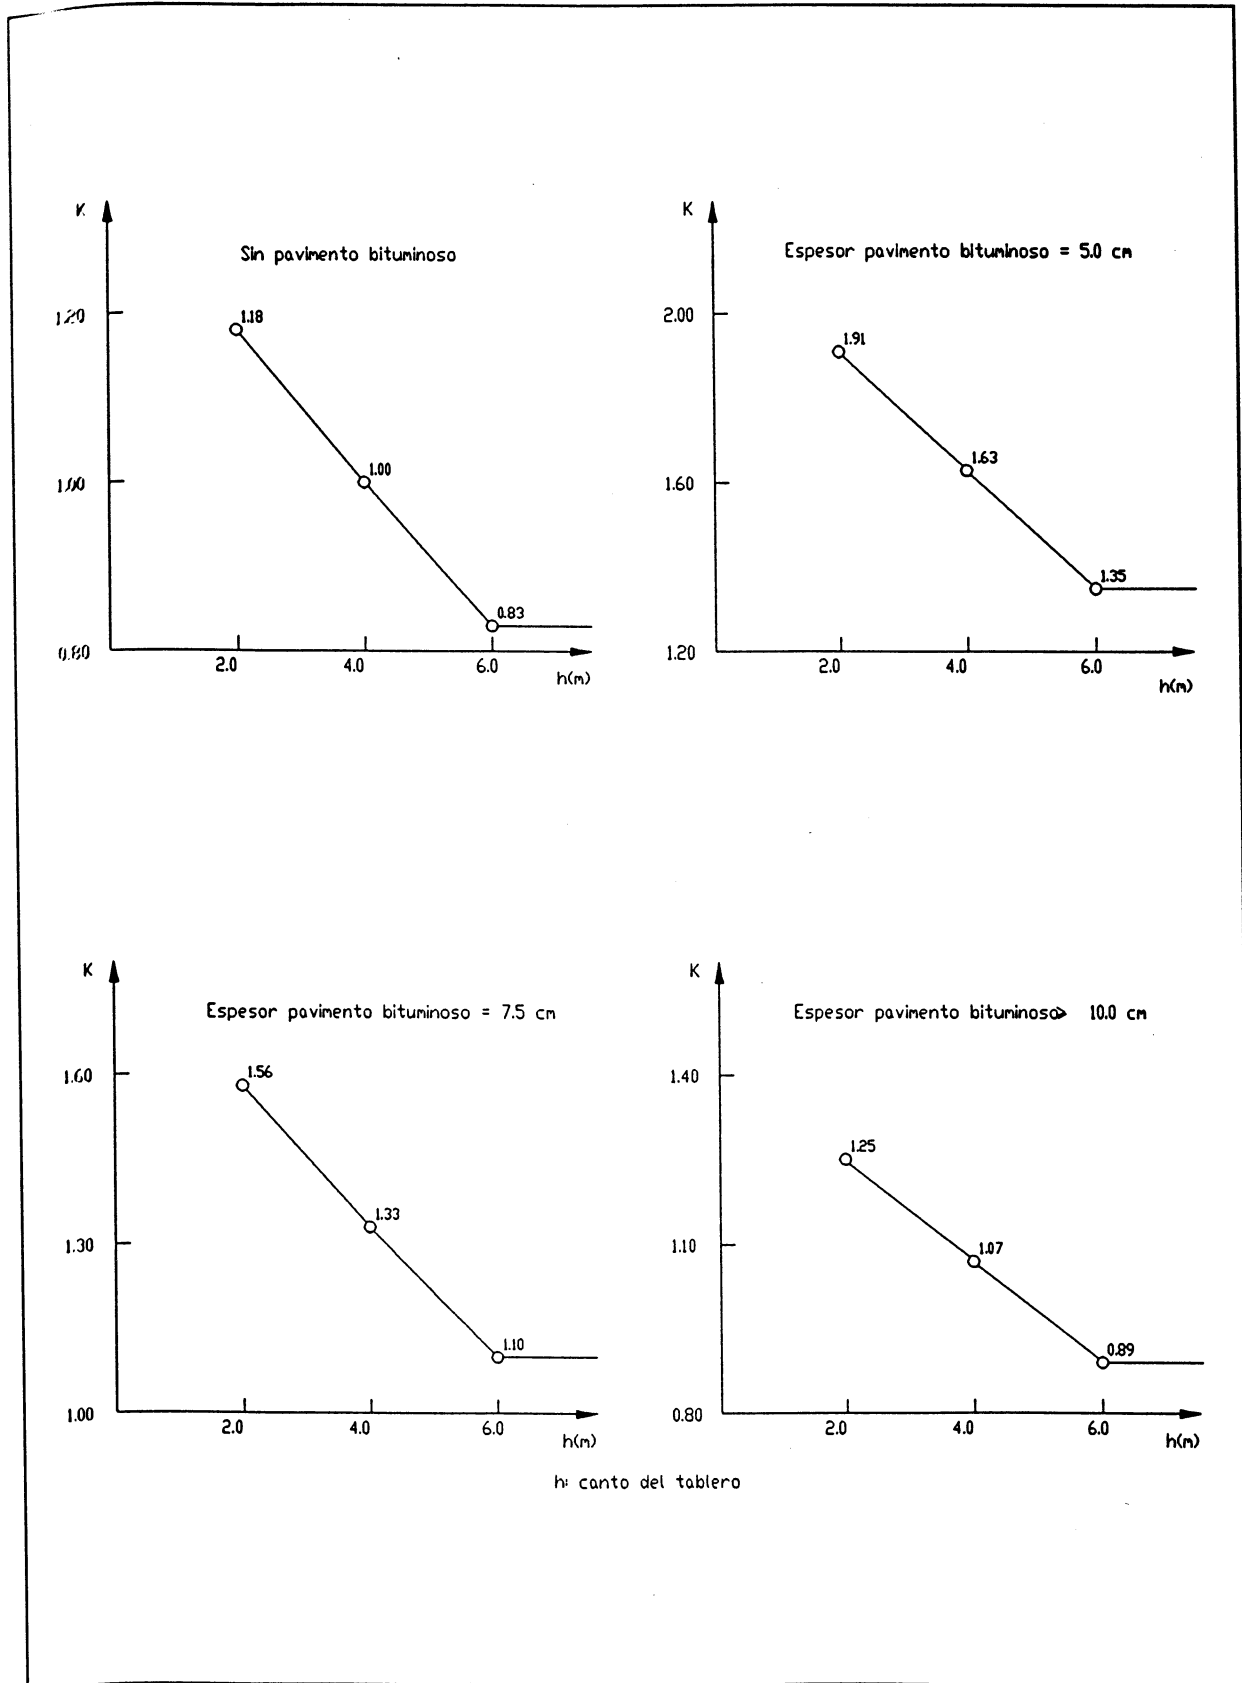 K
Sin pavimento bituminoso
1.20
1.18
1.00
1.00
0.83
0.80
2.0
4.0
6.0
h(m)
K
Espesor pavimento bituminoso = 5.0 cm
2.00
1.91
1.63
1.60
1.35
1.20
2.0
4.0
6.0
h(m)
K
Espesor pavimento bituminoso = 7.5 cm
1.60
1.56
1.33
1.30
1.10
1.00
2.0
4.0
6.0
h(m)
K
Espesor pavimento bituminoso> 10.0 cm
1.40
1.25
1.10
1.07
0.89
0.80
2.0
4.0
6.0
h(m)
h: canto del tablero